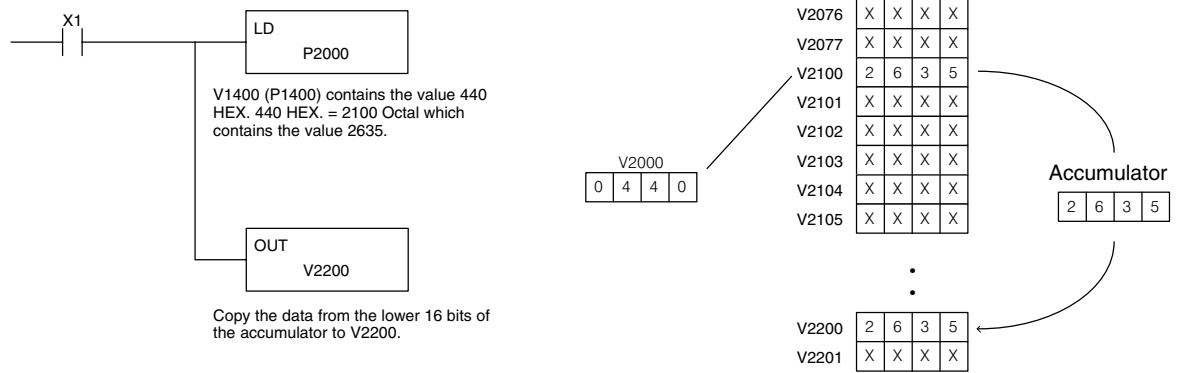 X1
LD
P2000
V1400 (P1400) contains the value 440
HEX. 440 HEX. = 2100 Octal which
contains the value 2635.
OUT
V2200
Copy the data from the lower 16 bits of
the accumulator to V2200.
V2000
0 4 4 0
V2076 X X X X
V2077 X X X X
V2100 2 6 3 5
V2101 X X X X
V2102 X X X X
V2103 X X X X
V2104 X X X X
V2105 X X X X
Accumulator
2 6 3 5
V2200 2 6 3 5
V2201 X X X X